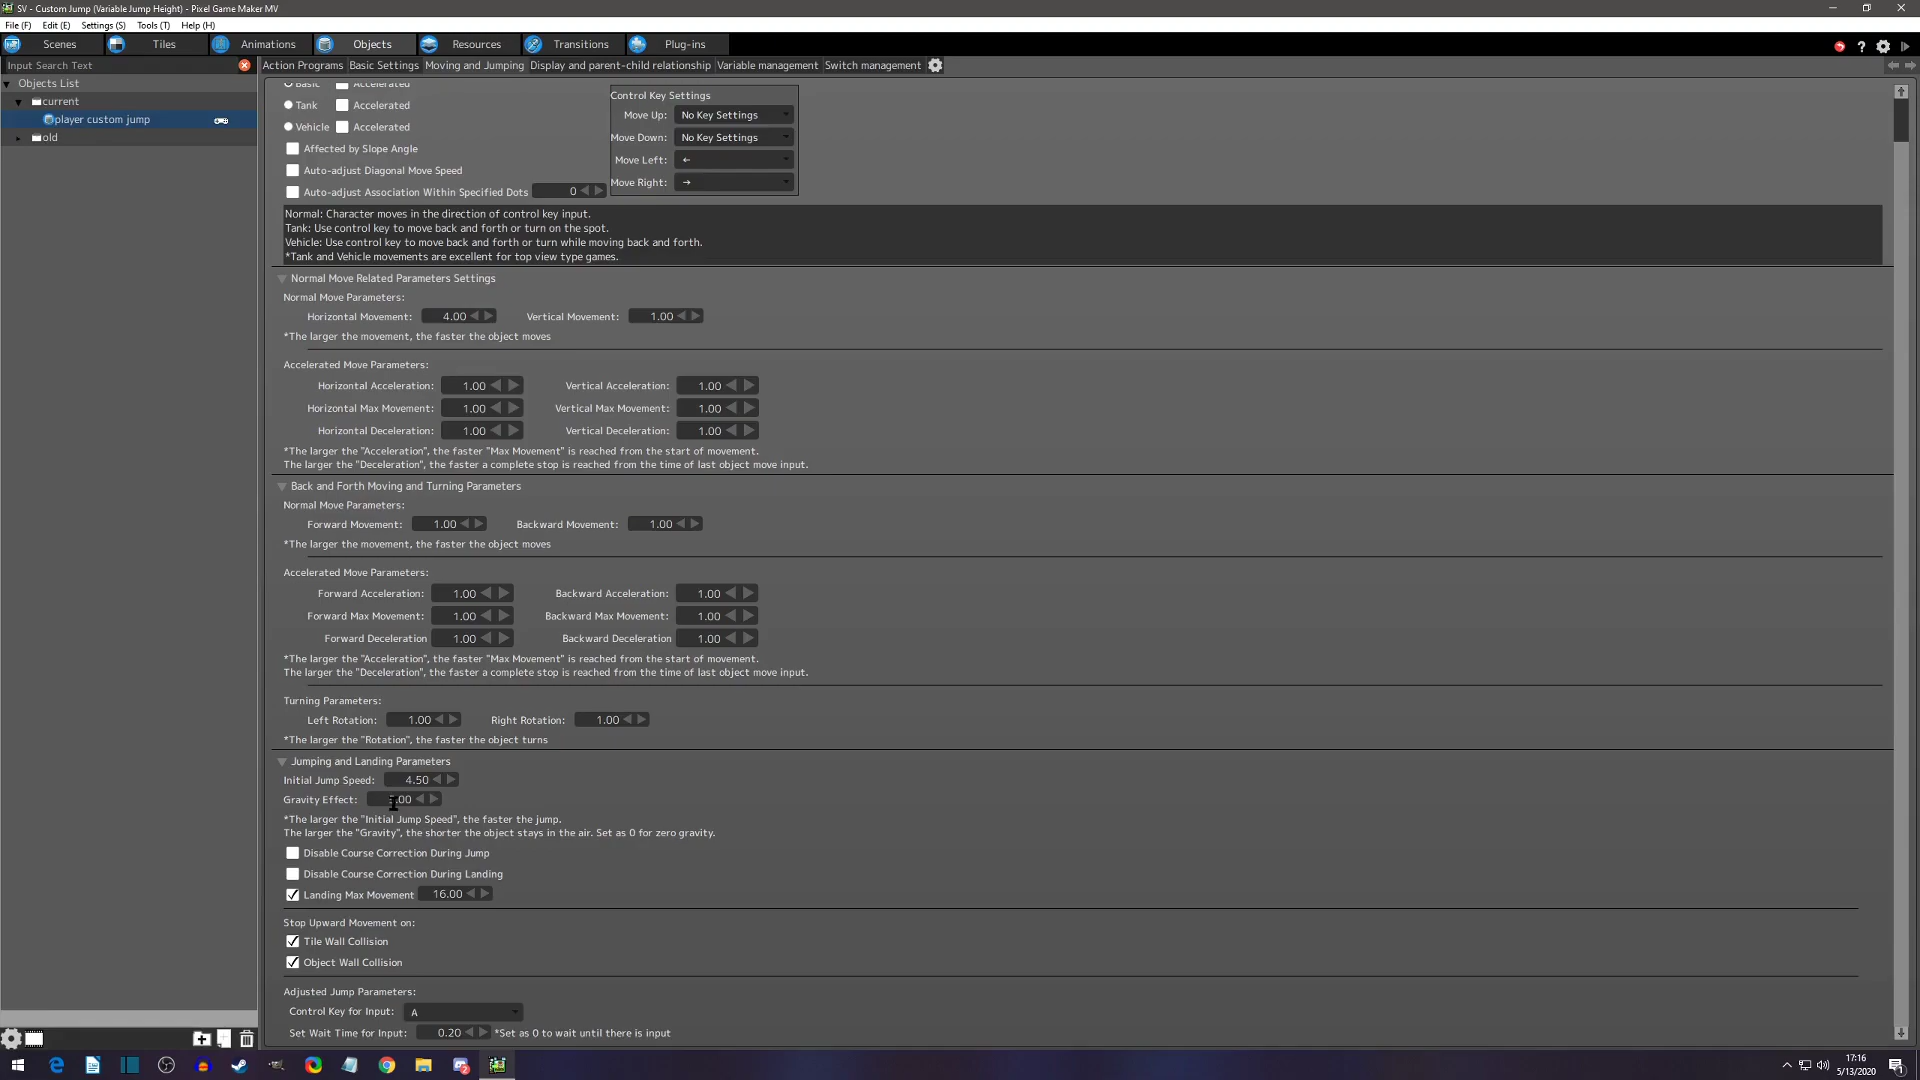 SV - Custom Jump (Variable Jump Height) - Pixel Game Maker MV
File (F) Edit (E) Settings (S) Tools (T) Help (H)
Scenes Tiles Animations Objects Resources Transitions Plug-ins
Input Search Text
Action Programs Basic Settings Moving and Jumping Display and parent-child relationship Variable management Switch management
Objects List
current
player custom jump
old
Basic Accelerated
Tank Accelerated
Vehicle Accelerated
Affected by Slope Angle
Auto-adjust Diagonal Move Speed
Auto-adjust Association Within Specified Dots 0
Control Key Settings
Move Up: No Key Settings
Move Down: No Key Settings
Move Left: ←
Move Right: →
Normal: Character moves in the direction of control key input.
Tank: Use control key to move back and forth or turn on the spot.
Vehicle: Use control key to move back and forth or turn while moving back and forth.
*Tank and Vehicle movements are excellent for top view type games.
Normal Move Related Parameters Settings
Normal Move Parameters:
Horizontal Movement: 4.00 Vertical Movement: 1.00
*The larger the movement, the faster the object moves
Accelerated Move Parameters:
Horizontal Acceleration: 1.00 Vertical Acceleration: 1.00
Horizontal Max Movement: 1.00 Vertical Max Movement: 1.00
Horizontal Deceleration: 1.00 Vertical Deceleration: 1.00
*The larger the "Acceleration", the faster "Max Movement" is reached from the start of movement.
The larger the "Deceleration", the faster a complete stop is reached from the time of last object move input.
Back and Forth Moving and Turning Parameters
Normal Move Parameters:
Forward Movement: 1.00 Backward Movement: 1.00
*The larger the movement, the faster the object moves
Accelerated Move Parameters:
Forward Acceleration: 1.00 Backward Acceleration: 1.00
Forward Max Movement: 1.00 Backward Max Movement: 1.00
Forward Deceleration 1.00 Backward Deceleration 1.00
*The larger the "Acceleration", the faster "Max Movement" is reached from the start of movement.
The larger the "Deceleration", the faster a complete stop is reached from the time of last object move input.
Turning Parameters:
Left Rotation: 1.00 Right Rotation: 1.00
*The larger the "Rotation", the faster the object turns
Jumping and Landing Parameters
Initial Jump Speed: 4.50
Gravity Effect:
*The larger the "Initial Jump Speed", the faster the jump.
The larger the "Gravity", the shorter the object stays in the air. Set as 0 for zero gravity.
Disable Course Correction During Jump
Disable Course Correction During Landing
Landing Max Movement 16.00
Stop Upward Movement on:
Tile Wall Collision
Object Wall Collision
Adjusted Jump Parameters:
Control Key for Input: A
Set Wait Time for Input: 0.20 *Set as 0 to wait until there is input
17:16
5/13/2020